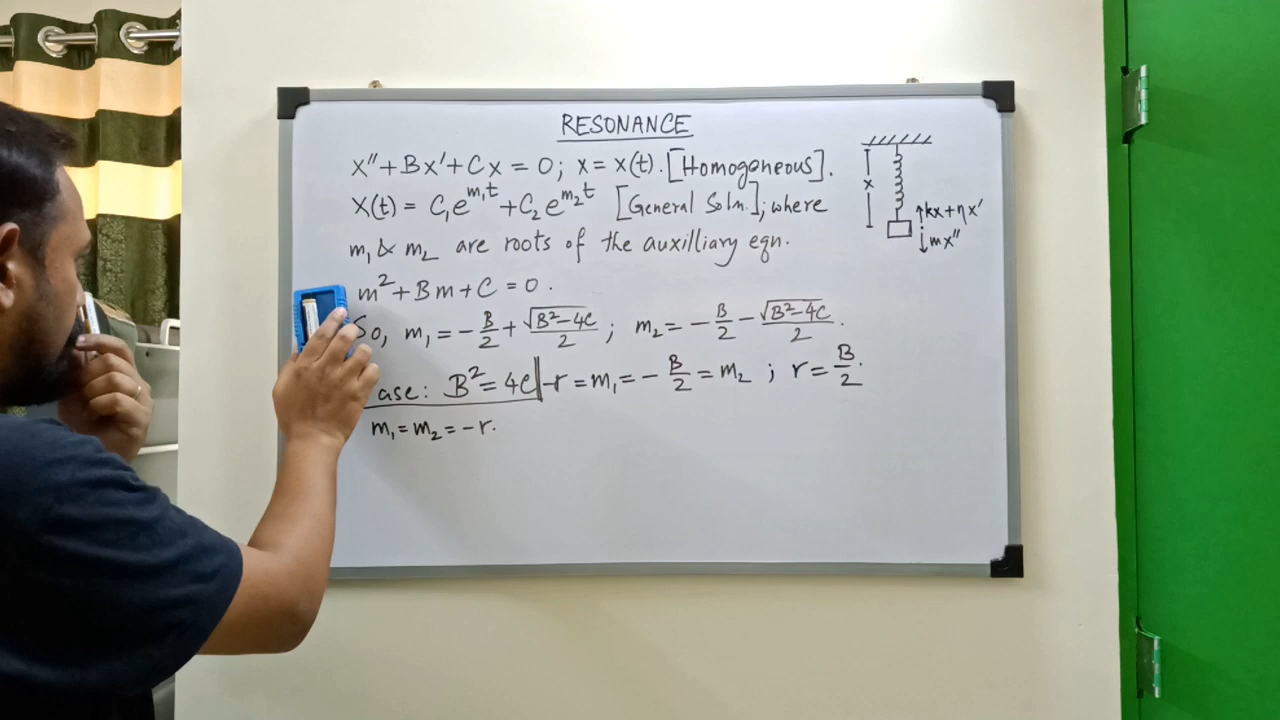 RESONANCE
x'' + Bx' + Cx = 0; x = x(t). [Homogeneous].
x(t) = C₁e^{m₁t} + C₂e^{m₂t} [General Soln.]; where
m₁ & m₂ are roots of the auxilliary eqn.
m² + Bm + C = 0.
So, m₁ = -B/2 + √(B²-4C)/2 ; m₂ = -B/2 - √(B²-4C)/2.
ase: B² = 4C | -r = m₁ = -B/2 = m₂ ; r = B/2.
m₁ = m₂ = -r.
x
↑kx+ηx'
↓mx''